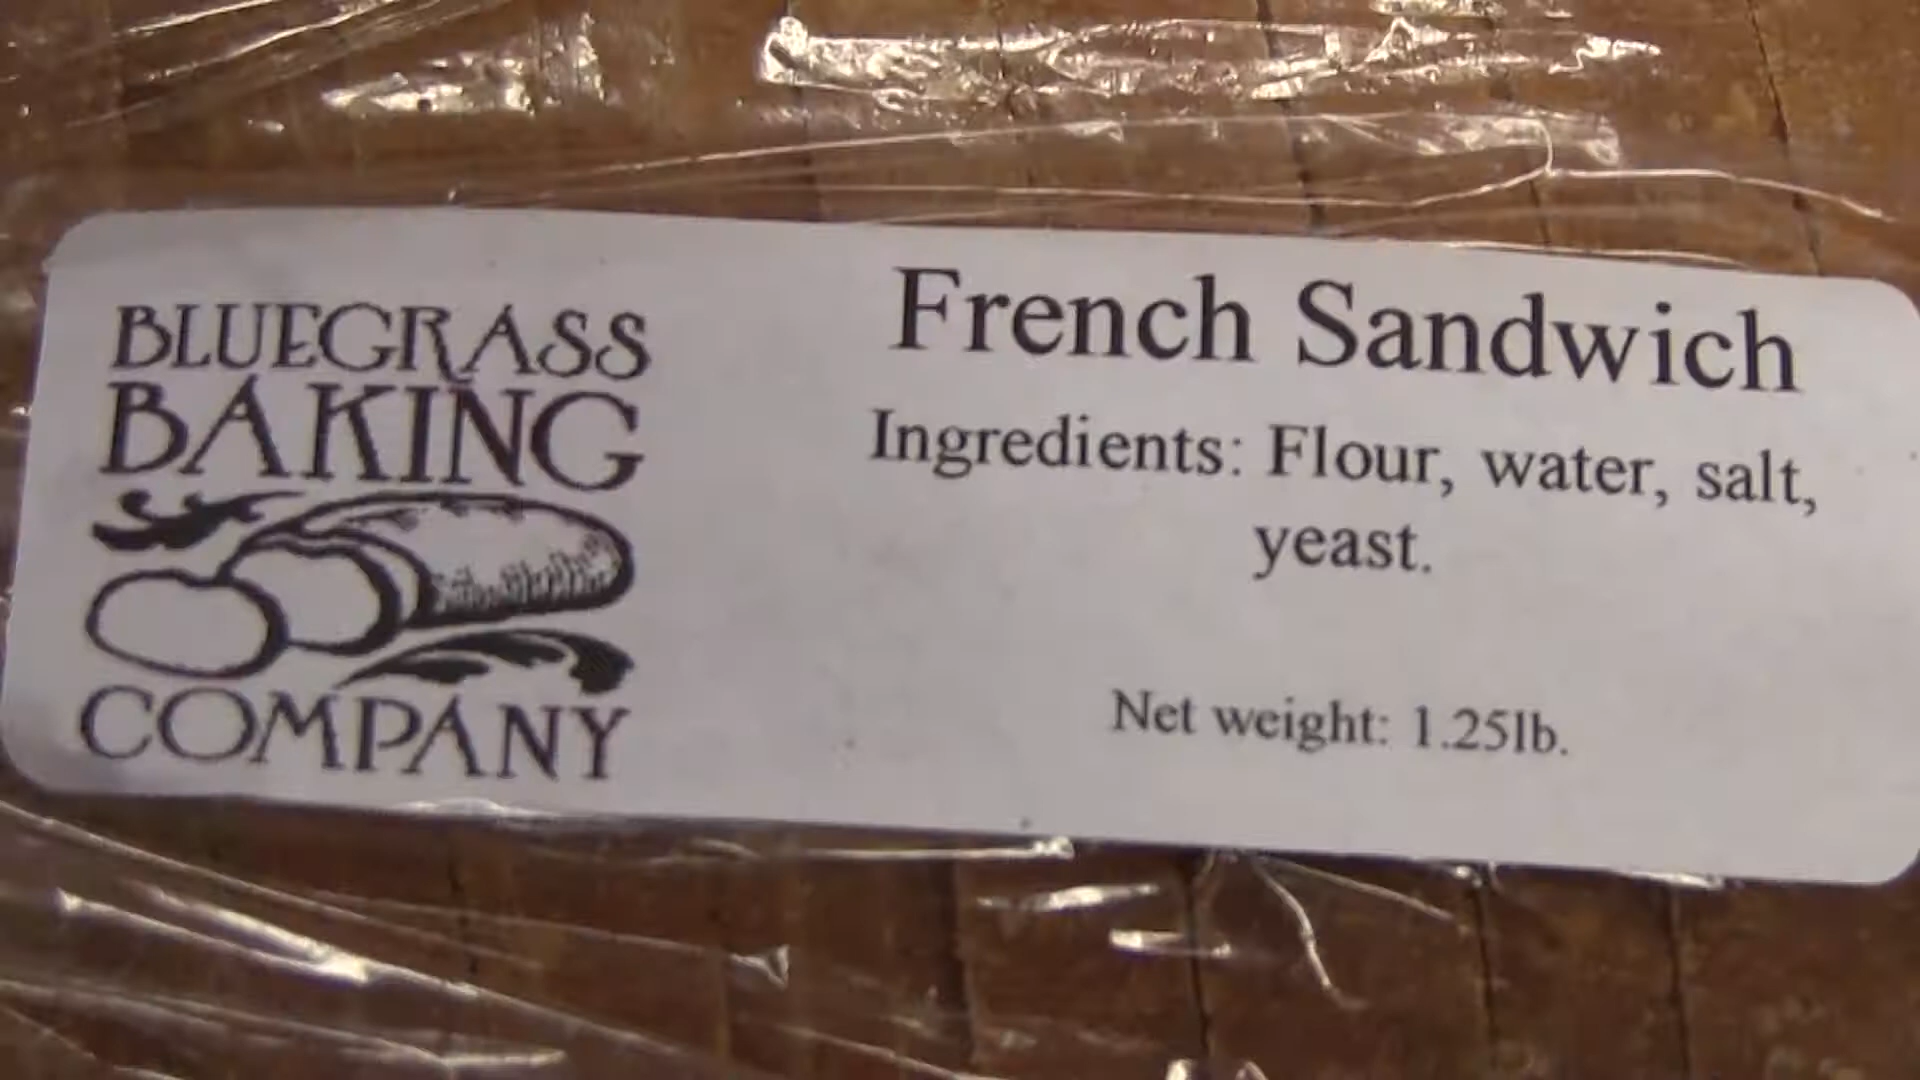 BLUEGRASS
BAKING
COMPANY
French Sandwich
Ingredients: Flour, water, salt,
yeast.
Net weight: 1.25lb.